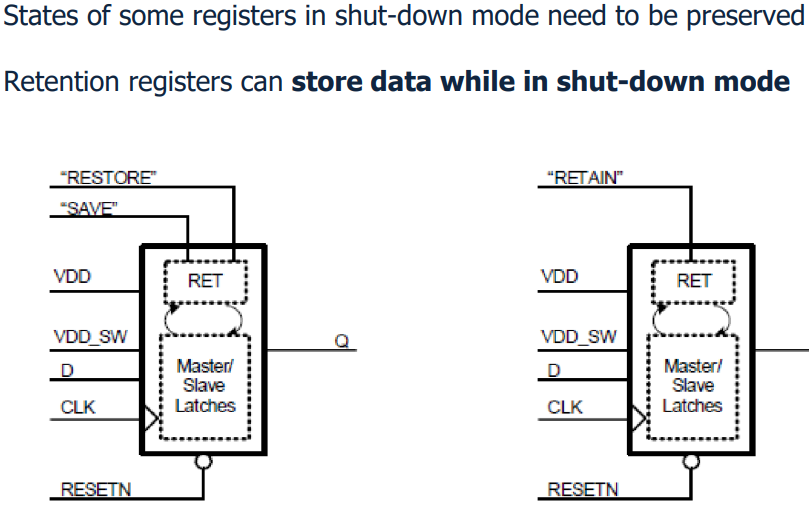 States of some registers in shut-down mode need to be preserved
Retention registers can store data while in shut-down mode
“RESTORE”
“SAVE”
VDD
RET
VDD_SW
Q
D
Master/
Slave
Latches
CLK
RESETN
“RETAIN”
VDD
RET
VDD_SW
D
Master/
Slave
Latches
CLK
RESETN